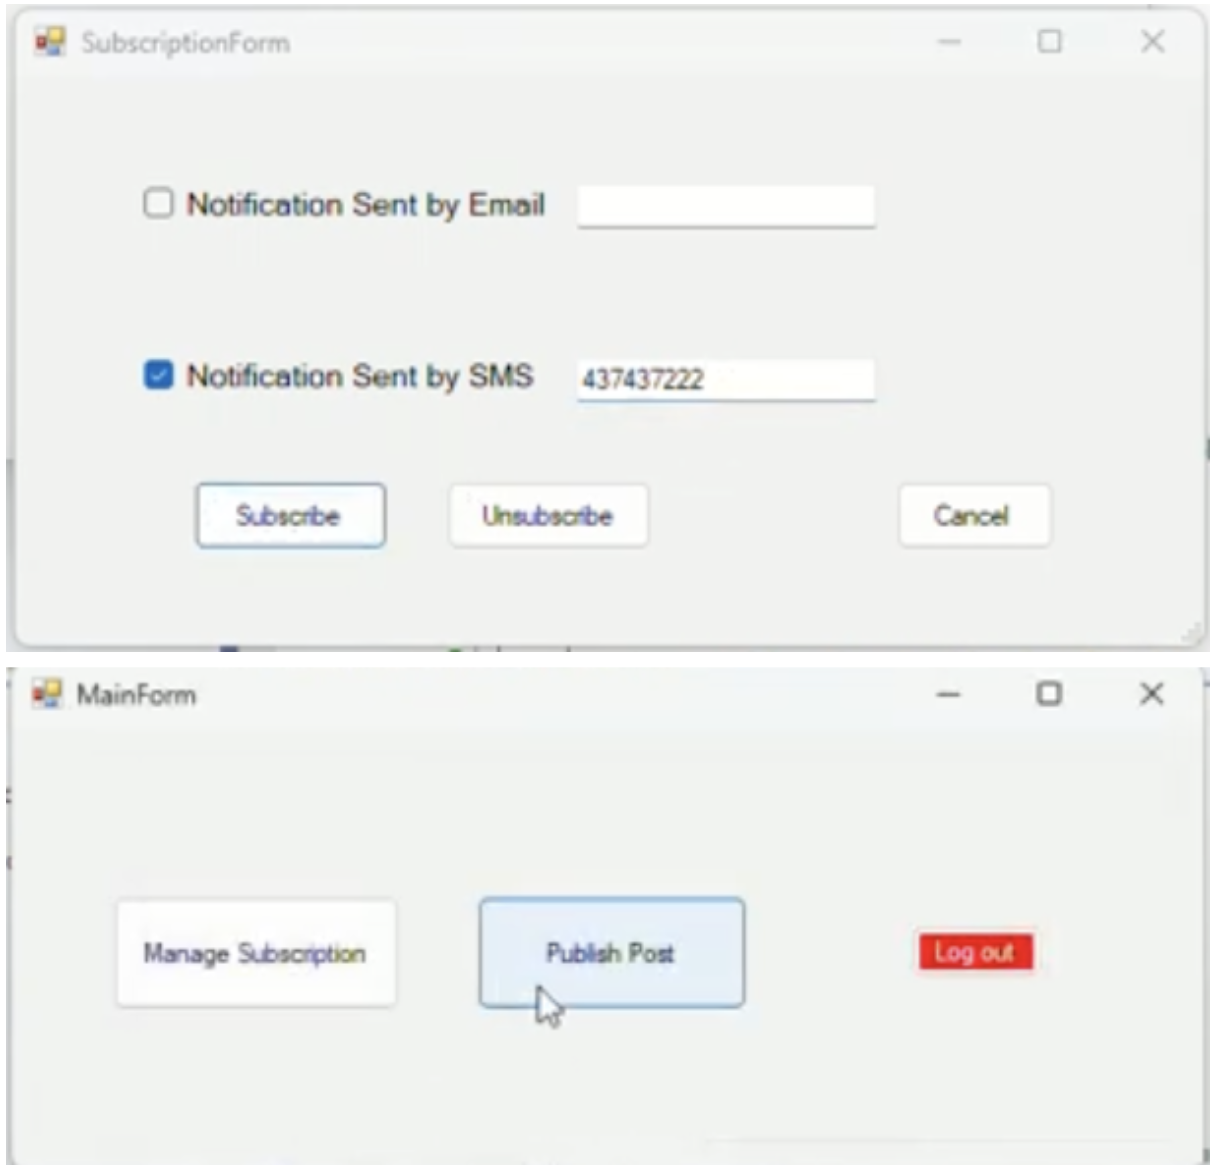 SubscriptionForm
Notification Sent by Email
Notification Sent by SMS 437437222
Subscribe Unsubscribe Cancel
MainForm
Manage Subscription Publish Post Log out